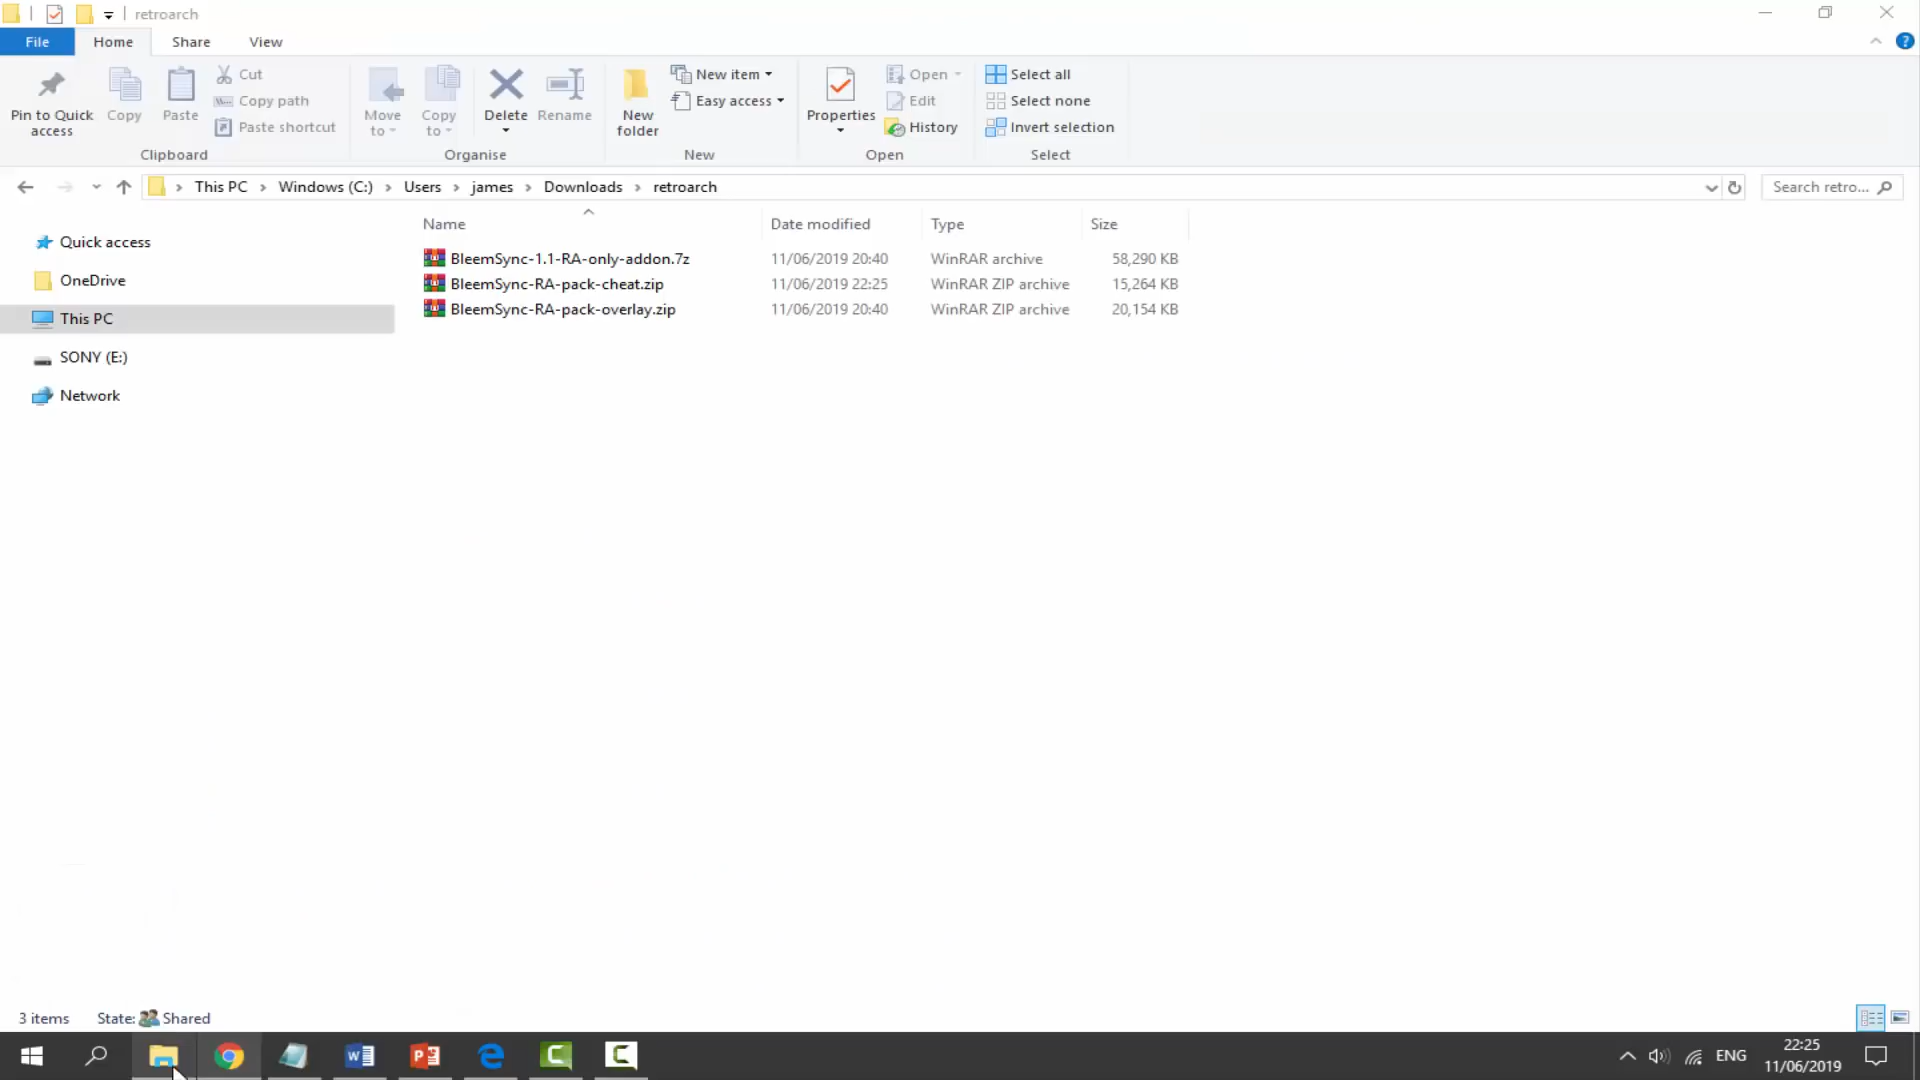 retroarch
File Home Share View
Pin to Quick access
Copy
Paste
Cut
Copy path
Paste shortcut
Clipboard
Move to
Copy to
Delete
Rename
Organise
New folder
New item
Easy access
New
Properties
Open
Edit
History
Open
Select all
Select none
Invert selection
Select
This PC Windows (C:) Users james Downloads retroarch
Search retro...
Quick access
OneDrive
This PC
SONY (E:)
Network
Name Date modified Type Size
BleemSync-1.1-RA-only-addon.7z 11/06/2019 20:40 WinRAR archive 58,290 KB
BleemSync-RA-pack-cheat.zip 11/06/2019 22:25 WinRAR ZIP archive 15,264 KB
BleemSync-RA-pack-overlay.zip 11/06/2019 20:40 WinRAR ZIP archive 20,154 KB
3 items State: Shared
ENG
22:25
11/06/2019